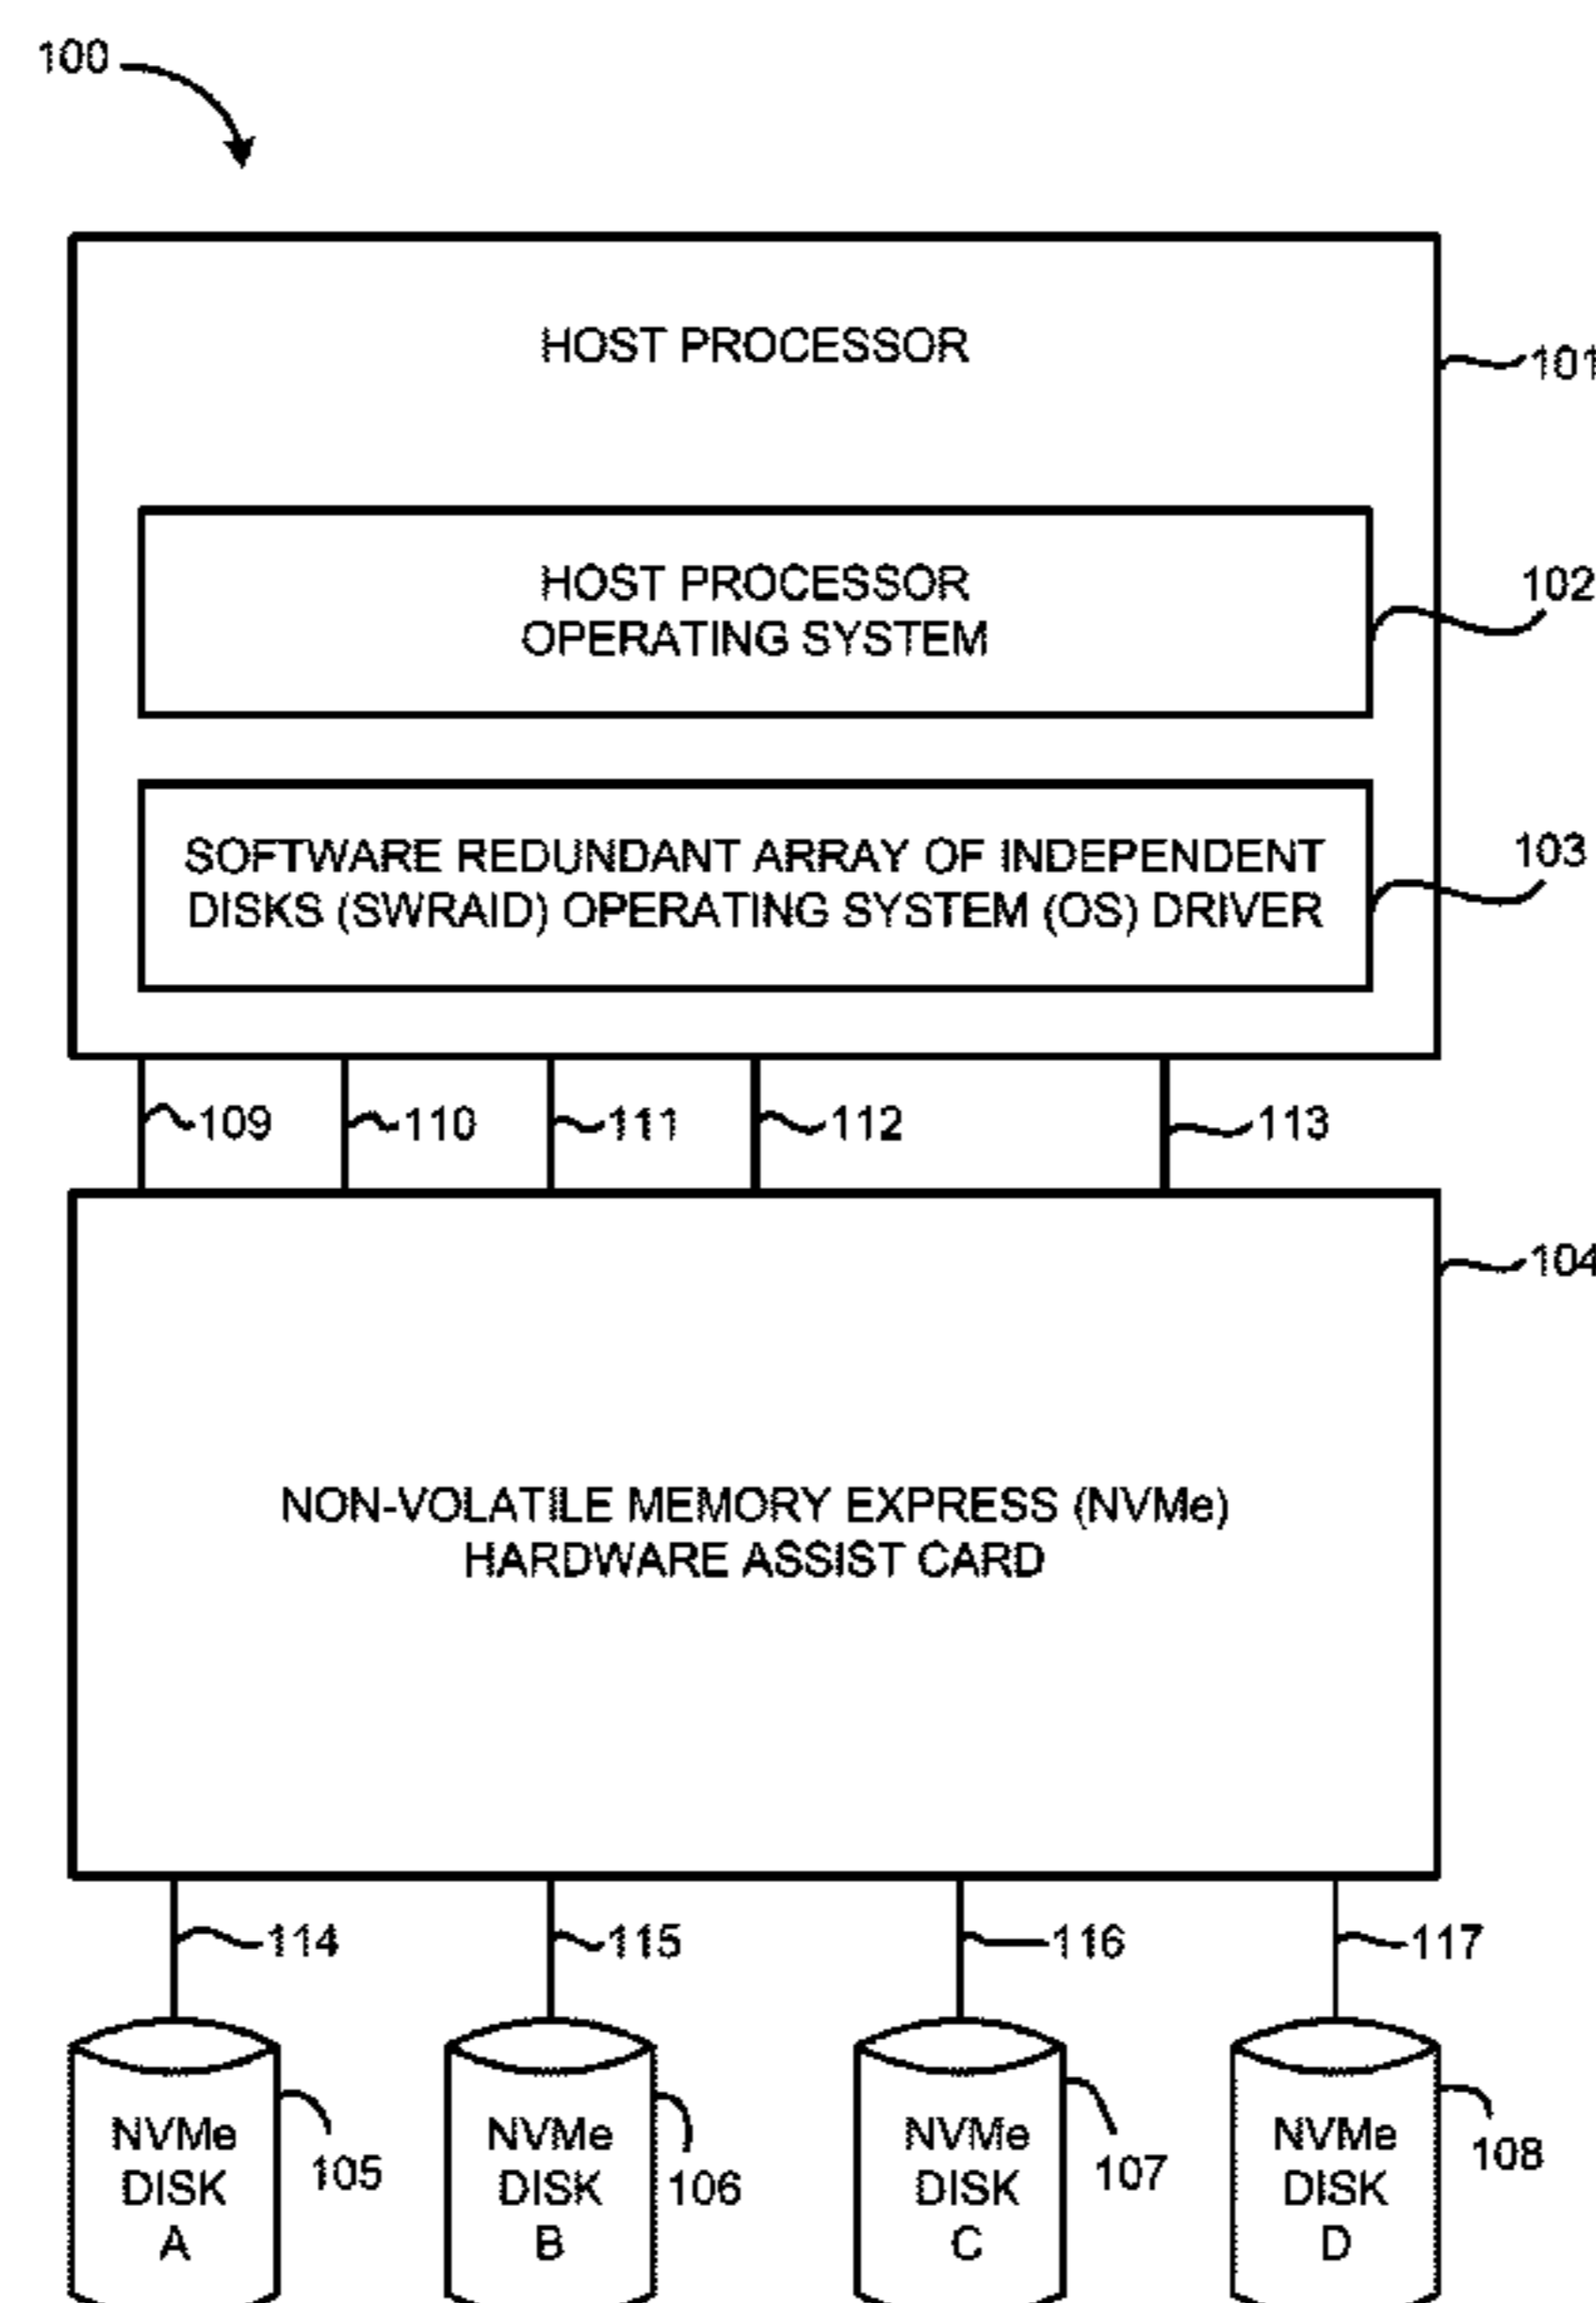 100
HOST PROCESSOR
101
HOST PROCESSOR
OPERATING SYSTEM
102
SOFTWARE REDUNDANT ARRAY OF INDEPENDENT
DISKS (SWRAID) OPERATING SYSTEM (OS) DRIVER
103
109
110
111
112
113
104
NON-VOLATILE MEMORY EXPRESS (NVMe)
HARDWARE ASSIST CARD
114
115
116
117
NVMe
DISK
A
105
NVMe
DISK
B
106
NVMe
DISK
C
107
NVMe
DISK
D
108